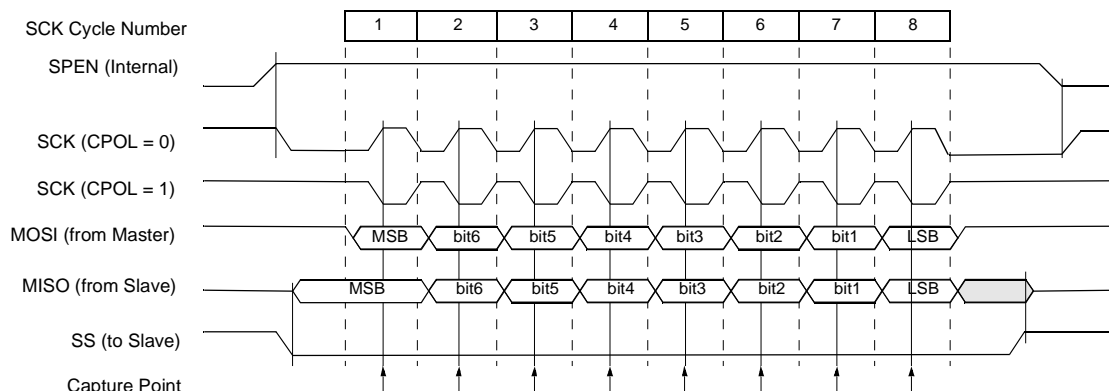 SCK Cycle Number 1 2 3 4 5 6 7 8
SPEN (Internal)
SCK (CPOL = 0)
SCK (CPOL = 1)
MOSI (from Master) MSB bit6 bit5 bit4 bit3 bit2 bit1 LSB
MISO (from Slave) MSB bit6 bit5 bit4 bit3 bit2 bit1 LSB
SS (to Slave)
Capture Point